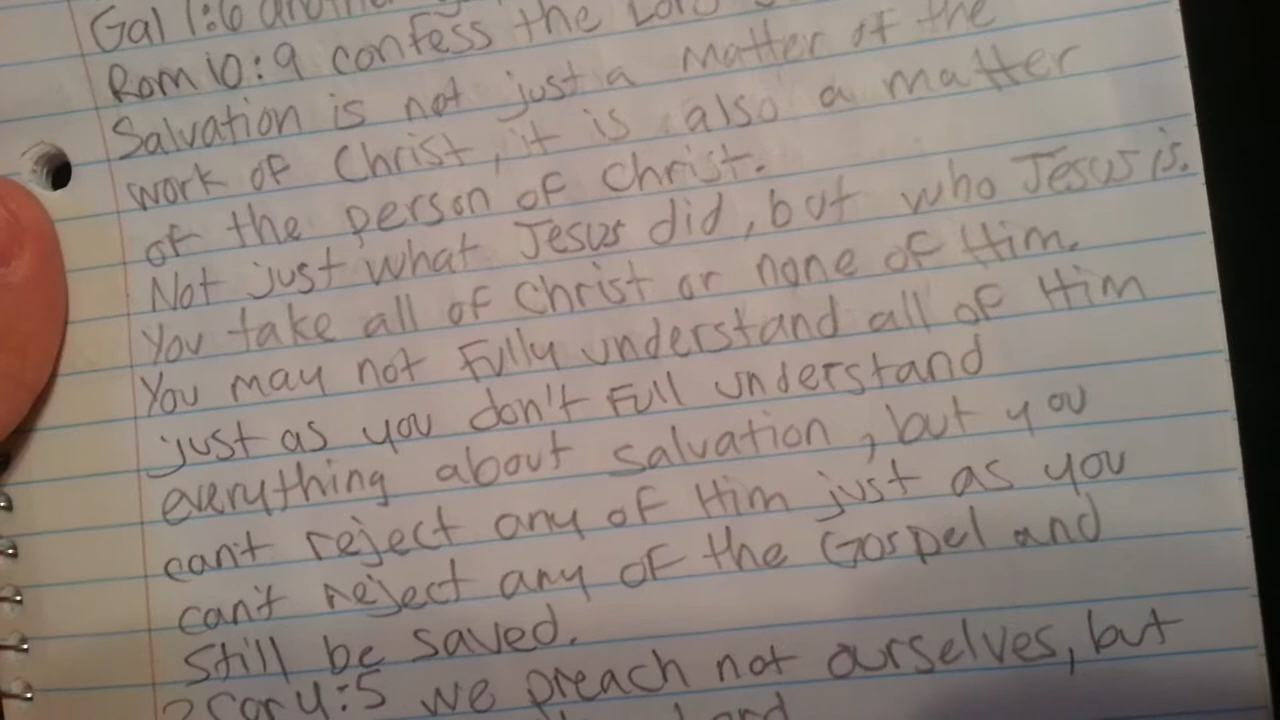 Gal 1:6
Rom 10:9 confess the Lord
Salvation is not just a matter of the
work of Christ, it is also a matter
of the person of Christ.
Not just what Jesus did, but who Jesus is.
You take all of Christ or none of Him.
You may not Fully understand all of Him
just as you don't Full understand
everything about salvation, but you
can't reject any of Him just as you
can't reject any of the Gospel and
Still be saved.
2 Cor 4:5 we preach not ourselves, but